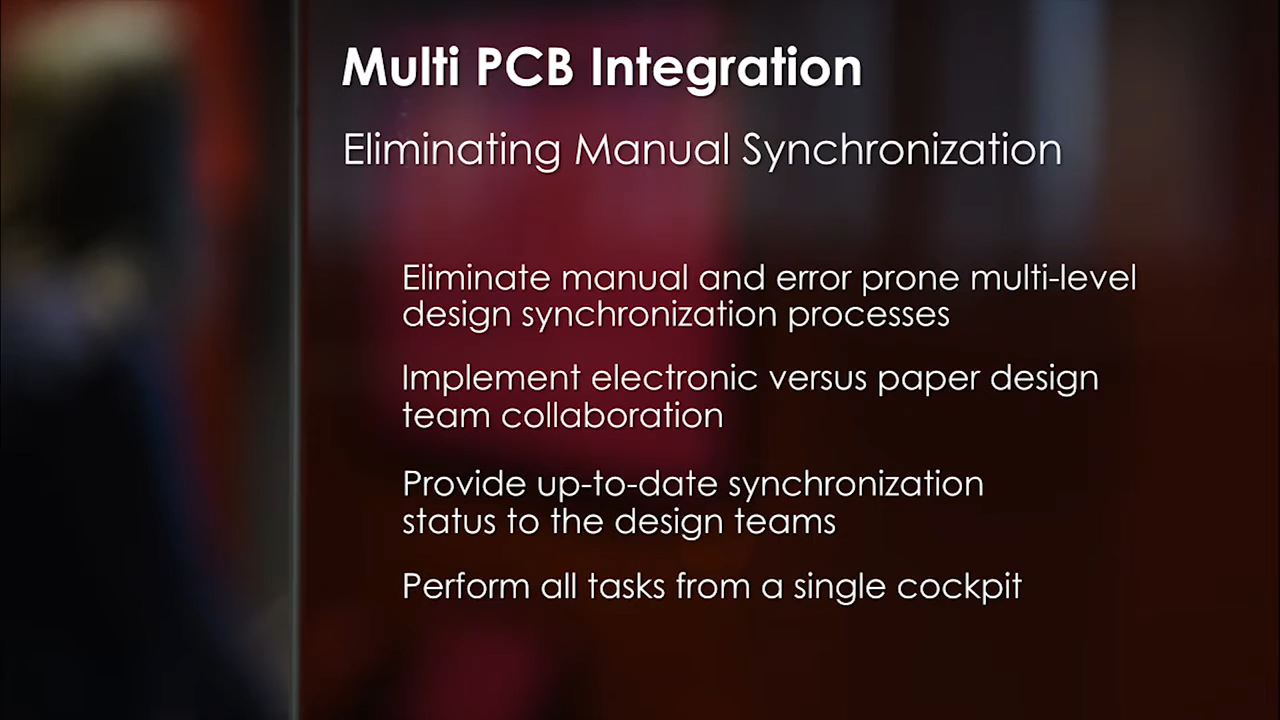 Multi PCB Integration
Eliminating Manual Synchronization
Eliminate manual and error prone multi-level
design synchronization processes
Implement electronic versus paper design
team collaboration
Provide up-to-date synchronization
status to the design teams
Perform all tasks from a single cockpit